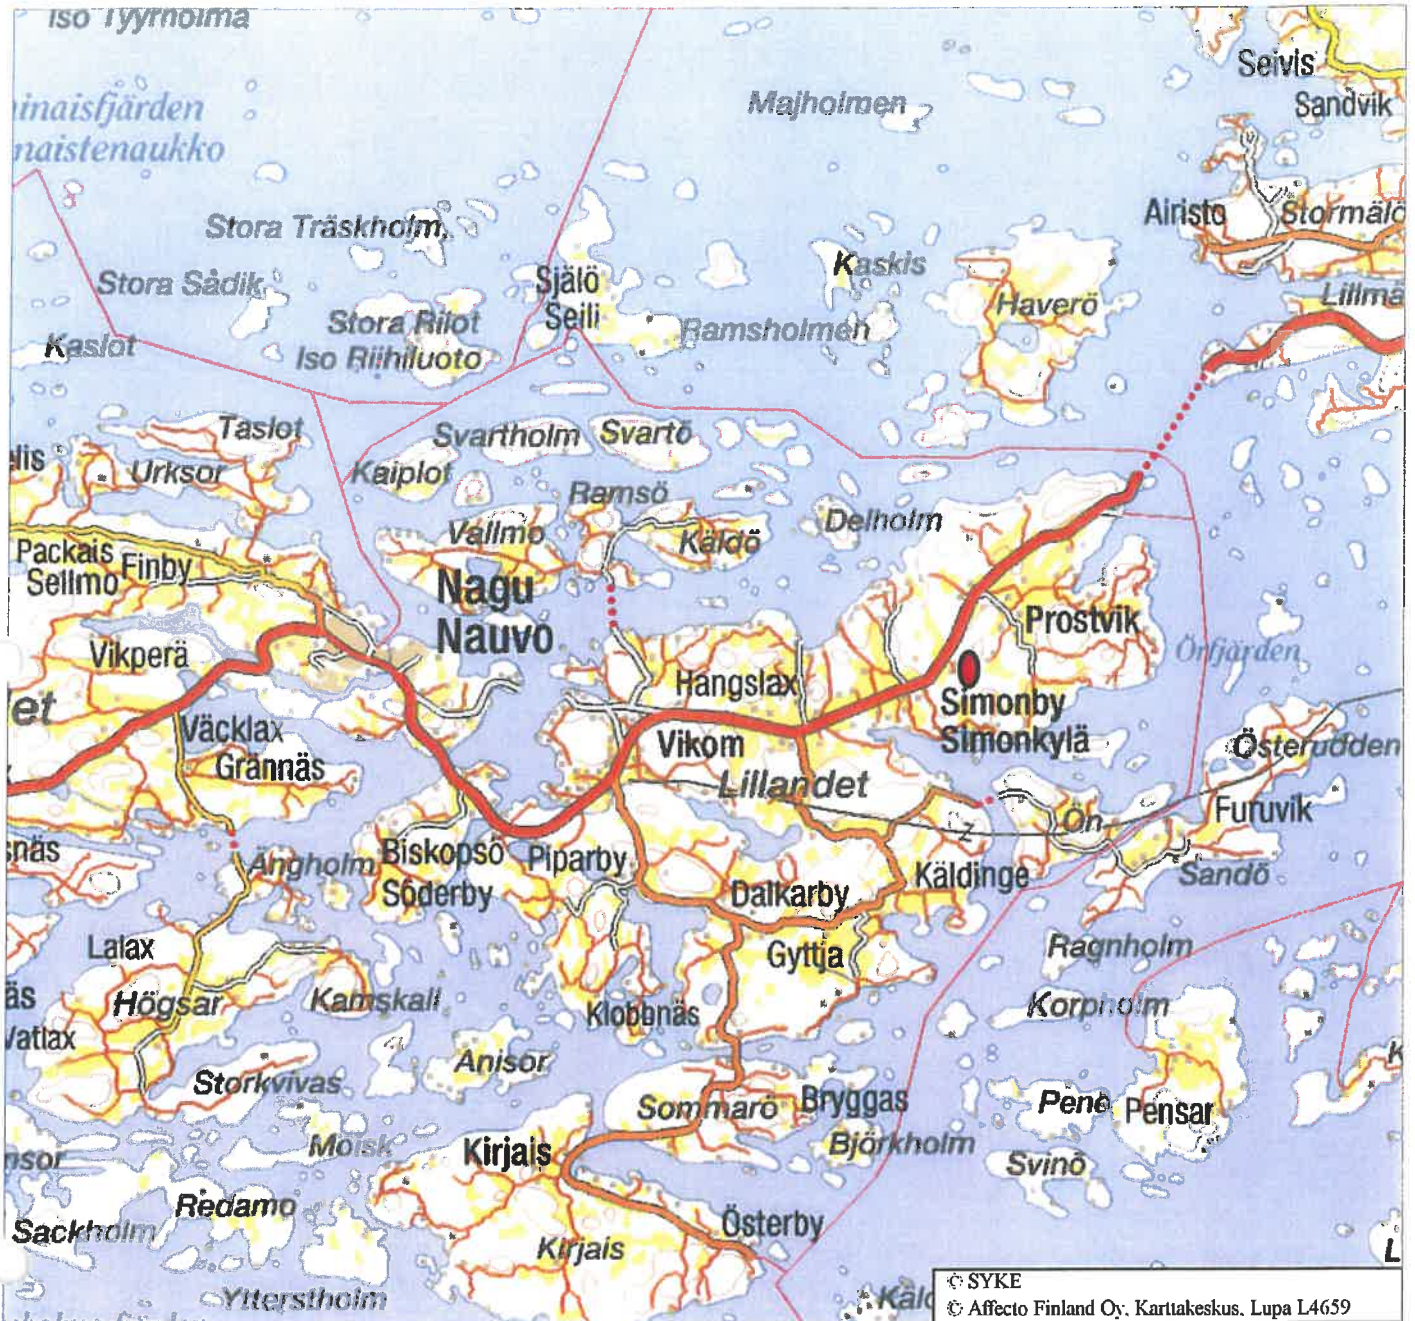 Iso Tyyrholma
Seivis
Sandvik
Majholmen
naistenaukko
Airisto
Stormälö
Stora Träskholm
Kaskis
Själö
Seili
Stora Sådik
Haverö
Stora Rilot
Iso Riihiluoto
Ramsholmen
Kaslot
Taslot
Svartholm
Svartö
Urksor
Kaiplot
Ramsö
Delholm
Vallmo
Käldö
Packais
Sellmo
Finby
Nagu
Nauvo
Prostvik
Örfjärden
Vikperä
Hangslax
Simonby
Simonkylä
Väcklax
Vikom
Österudden
Grännäs
Lillandet
Furuvik
Ön
Ängholm
Biskopsö
Piparby
Käldinge
Sandö
Söderby
Dalkarby
Lalax
Gyttja
Ragnholm
Högsar
Kamskall
Klobbnäs
Korpholm
Anisor
Storkvivas
Sommarö
Bryggas
Penö
Pensar
Moisk
Kirjais
Björkholm
Svinö
Redamo
Sackholm
Österby
Kirjais
Ytterstholm
© SYKE
© Affecto Finland Oy, Karttakeskus, Lupa L4659